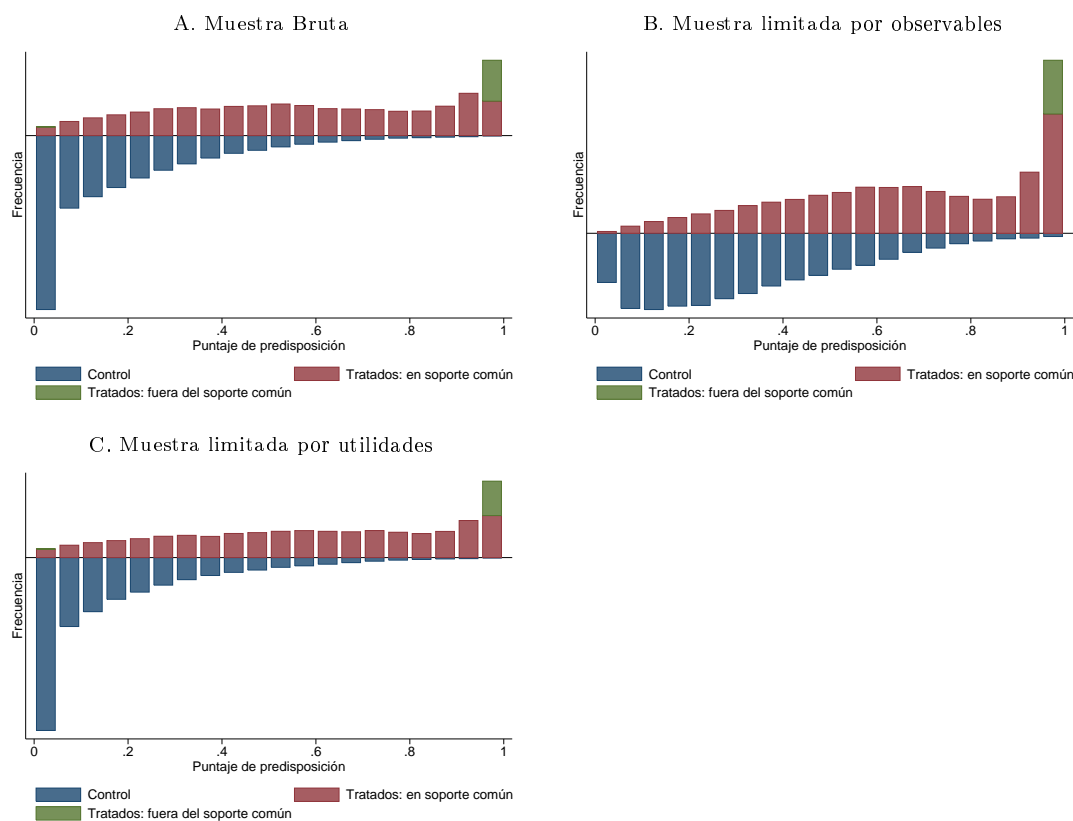 A. Muestra Bruta
Frecuencia
0 .2 .4 .6 .8 1
Puntaje de predisposición
Control
Tratados: en soporte común
Tratados: fuera del soporte común
B. Muestra limitada por observables
Frecuencia
0 .2 .4 .6 .8 1
Puntaje de predisposición
Control
Tratados: en soporte común
Tratados: fuera del soporte común
C. Muestra limitada por utilidades
Frecuencia
0 .2 .4 .6 .8 1
Puntaje de predisposición
Control
Tratados: en soporte común
Tratados: fuera del soporte común